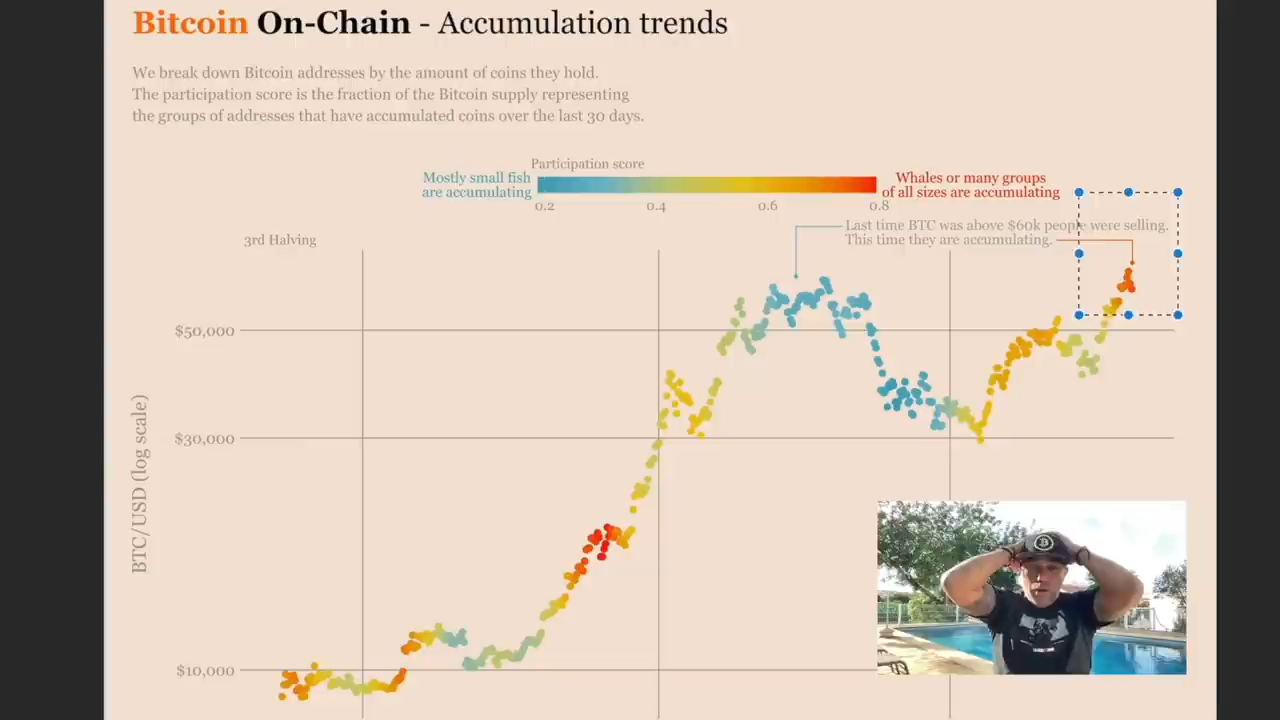 Bitcoin On-Chain - Accumulation trends
We break down Bitcoin addresses by the amount of coins they hold.
The participation score is the fraction of the Bitcoin supply representing
the groups of addresses that have accumulated coins over the last 30 days.
Participation score
Mostly small fish
are accumulating
Whales or many groups
of all sizes are accumulating
0.2
0.4
0.6
0.8
Last time BTC was above $60k people were selling.
This time they are accumulating.
3rd Halving
$50,000
$30,000
$10,000
BTC/USD (log scale)